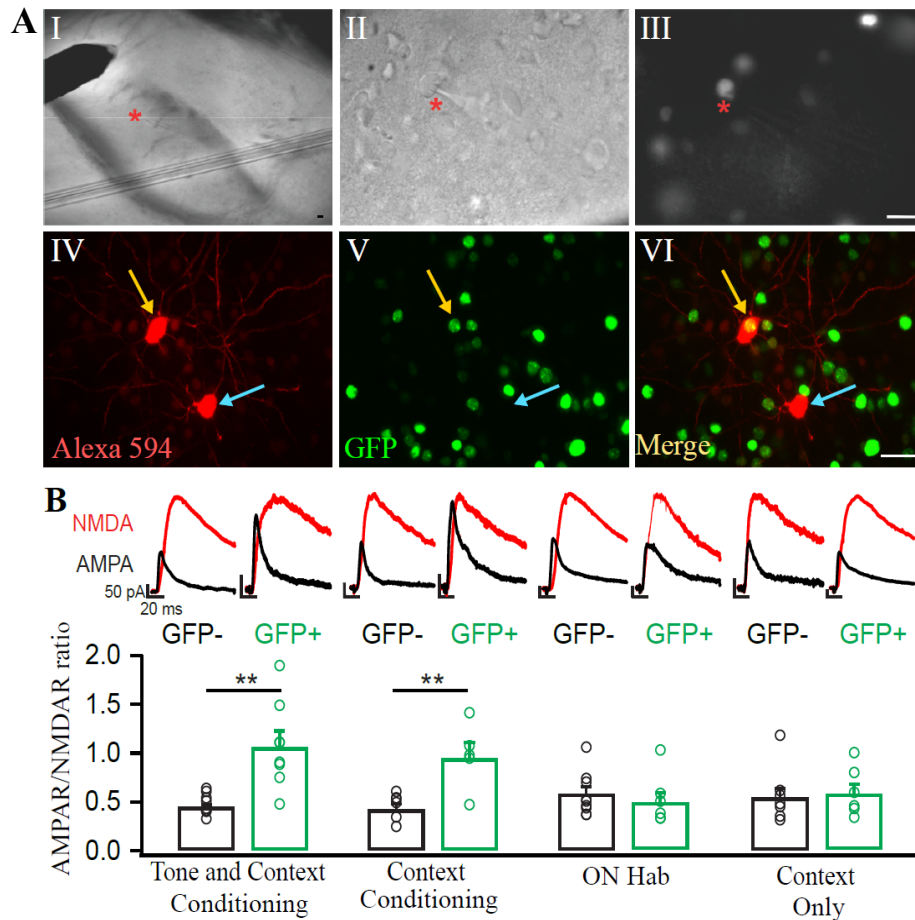 A
I II III
IV V VI
Alexa 594 GFP Merge
B
NMDA
AMPA
50 pA
20 ms
GFP- GFP+ GFP- GFP+ GFP- GFP+ GFP- GFP+
AMPAR/NMDAR ratio
2.0
** **
1.5
1.0
0.5
0.0
Tone and Context Context ON Hab Context
Conditioning Conditioning Only